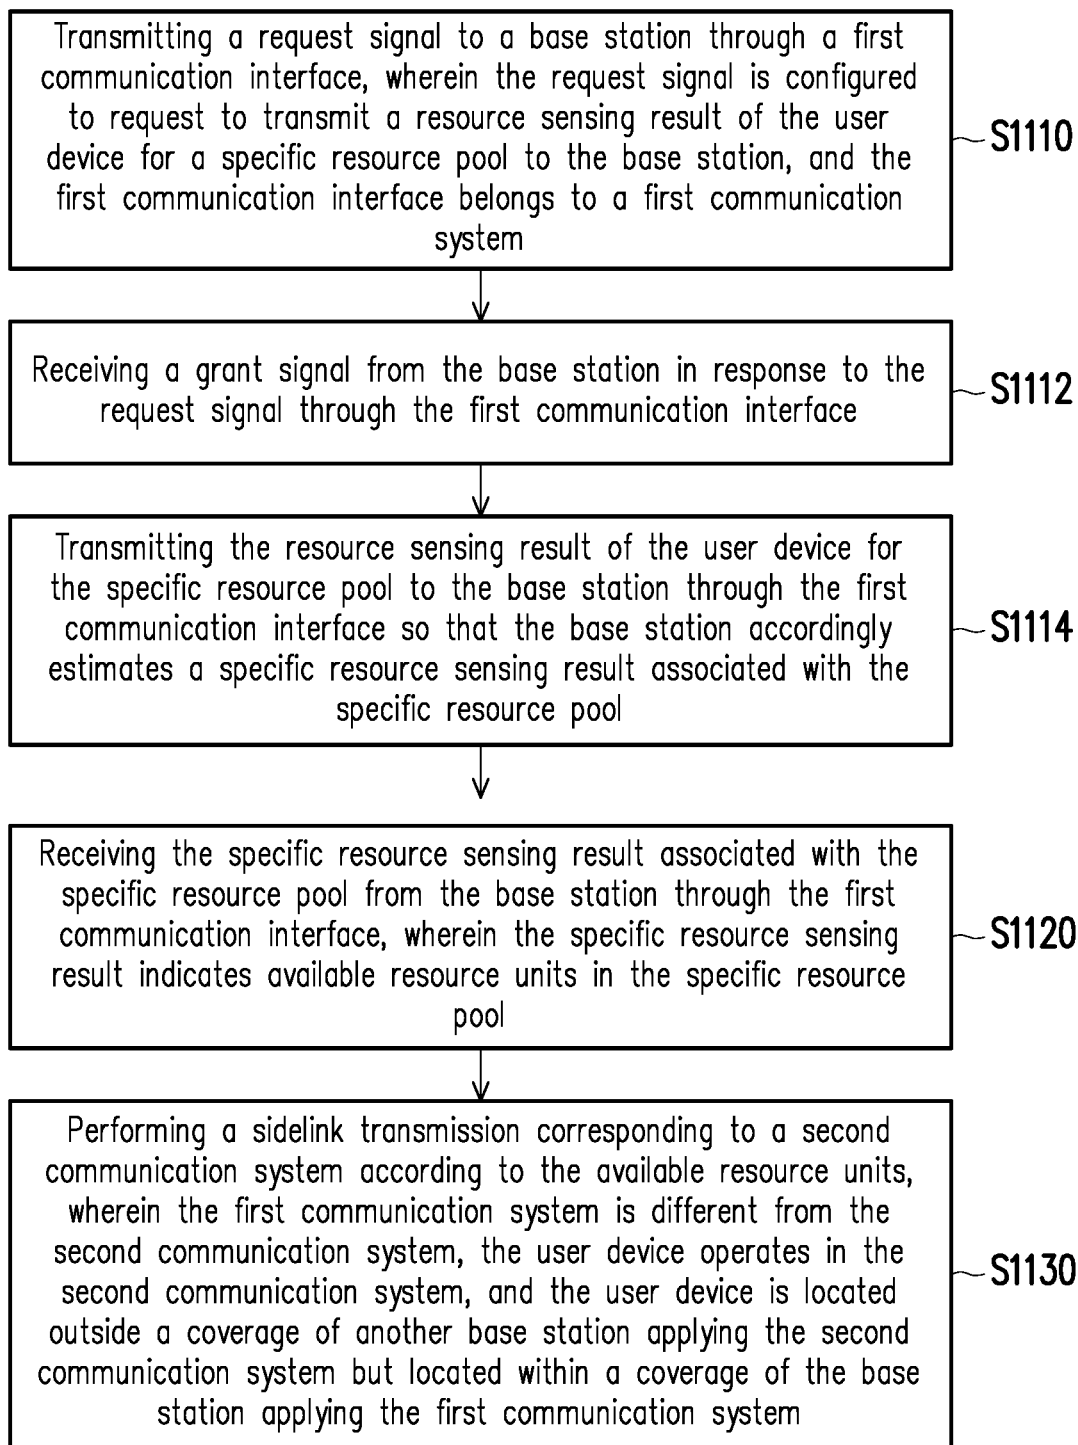 Transmitting a request signal to a base station through a first
communication interface, wherein the request signal is configured
to request to transmit a resource sensing result of the user
device for a specific resource pool to the base station, and the
first communication interface belongs to a first communication
system
S1110
Receiving a grant signal from the base station in response to the
request signal through the first communication interface
S1112
Transmitting the resource sensing result of the user device for
the specific resource pool to the base station through the first
communication interface so that the base station accordingly
estimates a specific resource sensing result associated with the
specific resource pool
S1114
Receiving the specific resource sensing result associated with the
specific resource pool from the base station through the first
communication interface, wherein the specific resource sensing
result indicates available resource units in the specific resource
pool
S1120
Performing a sidelink transmission corresponding to a second
communication system according to the available resource units,
wherein the first communication system is different from the
second communication system, the user device operates in the
second communication system, and the user device is located
outside a coverage of another base station applying the second
communication system but located within a coverage of the base
station applying the first communication system
S1130